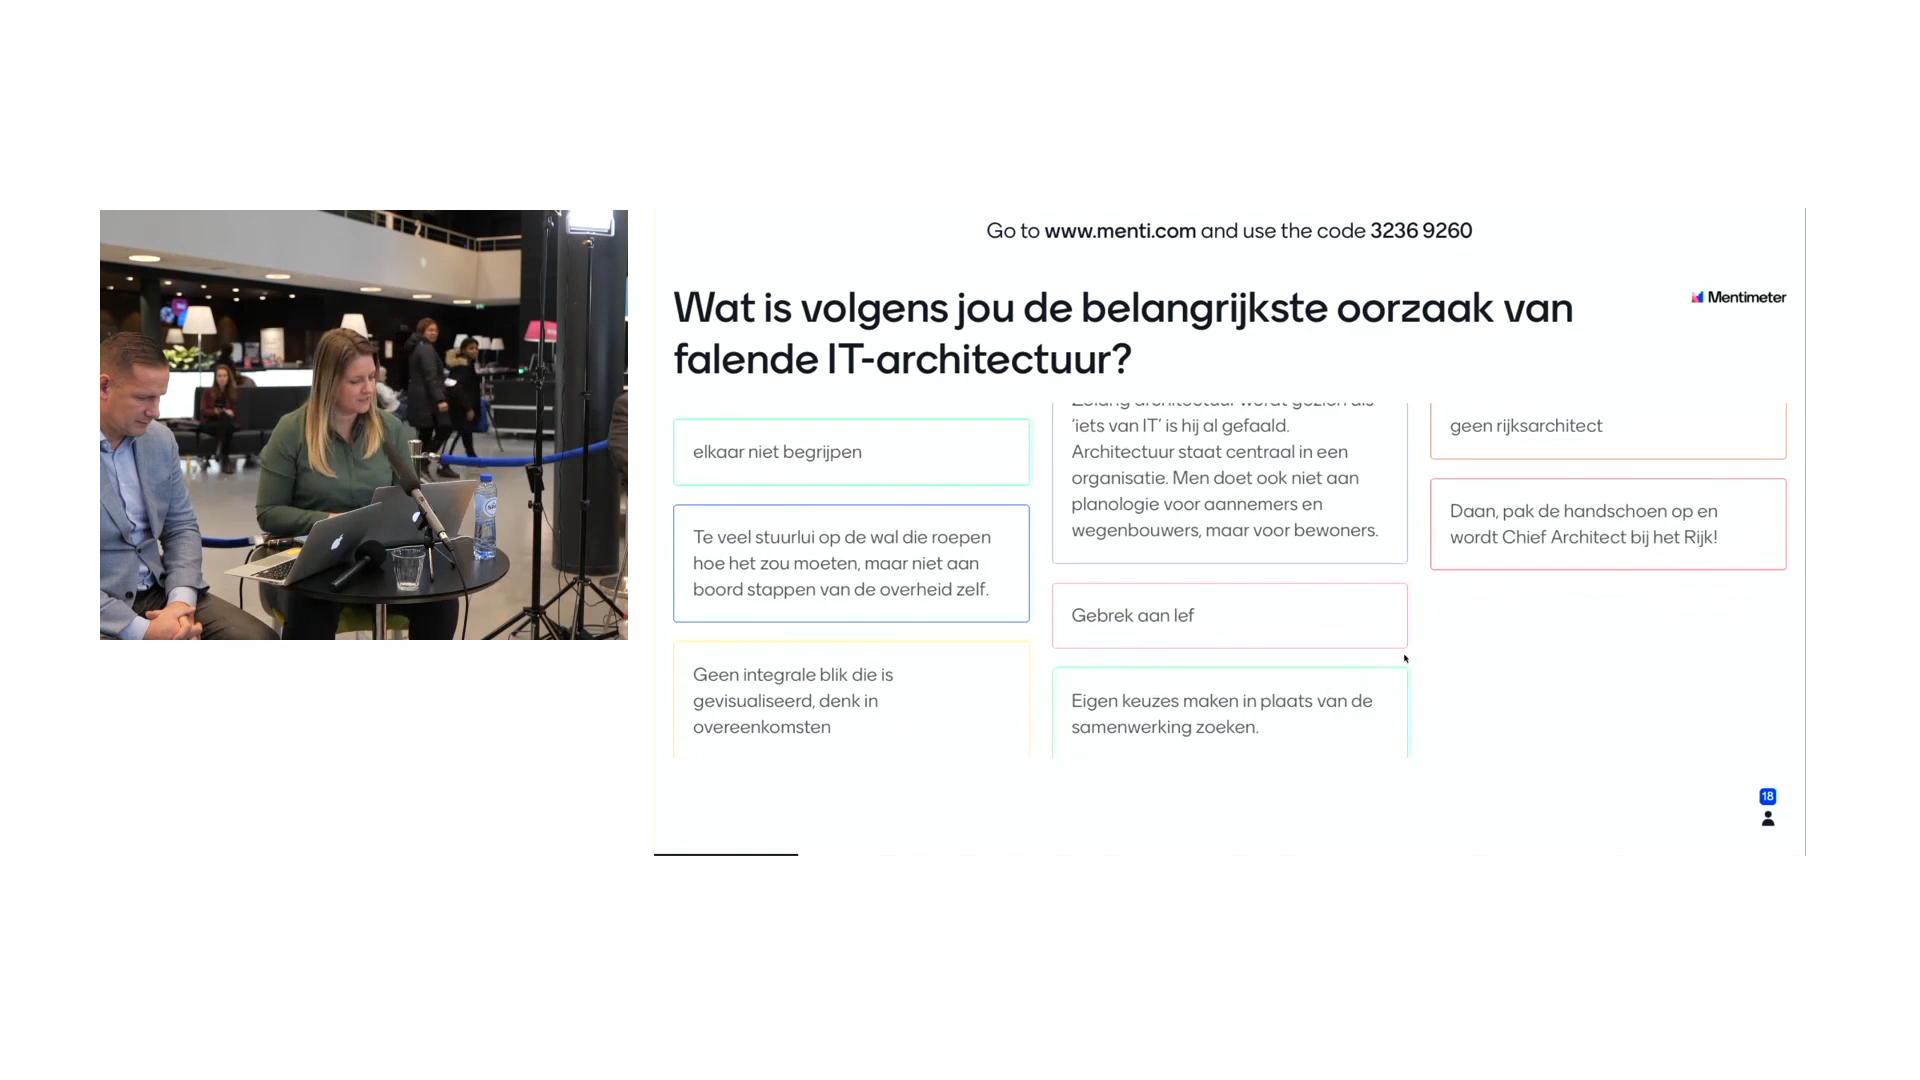 Go to www.menti.com and use the code 3236 9260
Wat is volgens jou de belangrijkste oorzaak van
falende IT-architectuur?
Mentimeter
elkaar niet begrijpen
Te veel stuurlui op de wal die roepen
hoe het zou moeten, maar niet aan
boord stappen van de overheid zelf.
Geen integrale blik die is
gevisualiseerd, denk in
overeenkomsten
Zolang architectuur wordt gezien als
‘iets van IT’ is hij al gefaald.
Architectuur staat centraal in een
organisatie. Men doet ook niet aan
planologie voor aannemers en
wegenbouwers, maar voor bewoners.
Gebrek aan lef
Eigen keuzes maken in plaats van de
samenwerking zoeken.
geen rijksarchitect
Daan, pak de handschoen op en
wordt Chief Architect bij het Rijk!
18